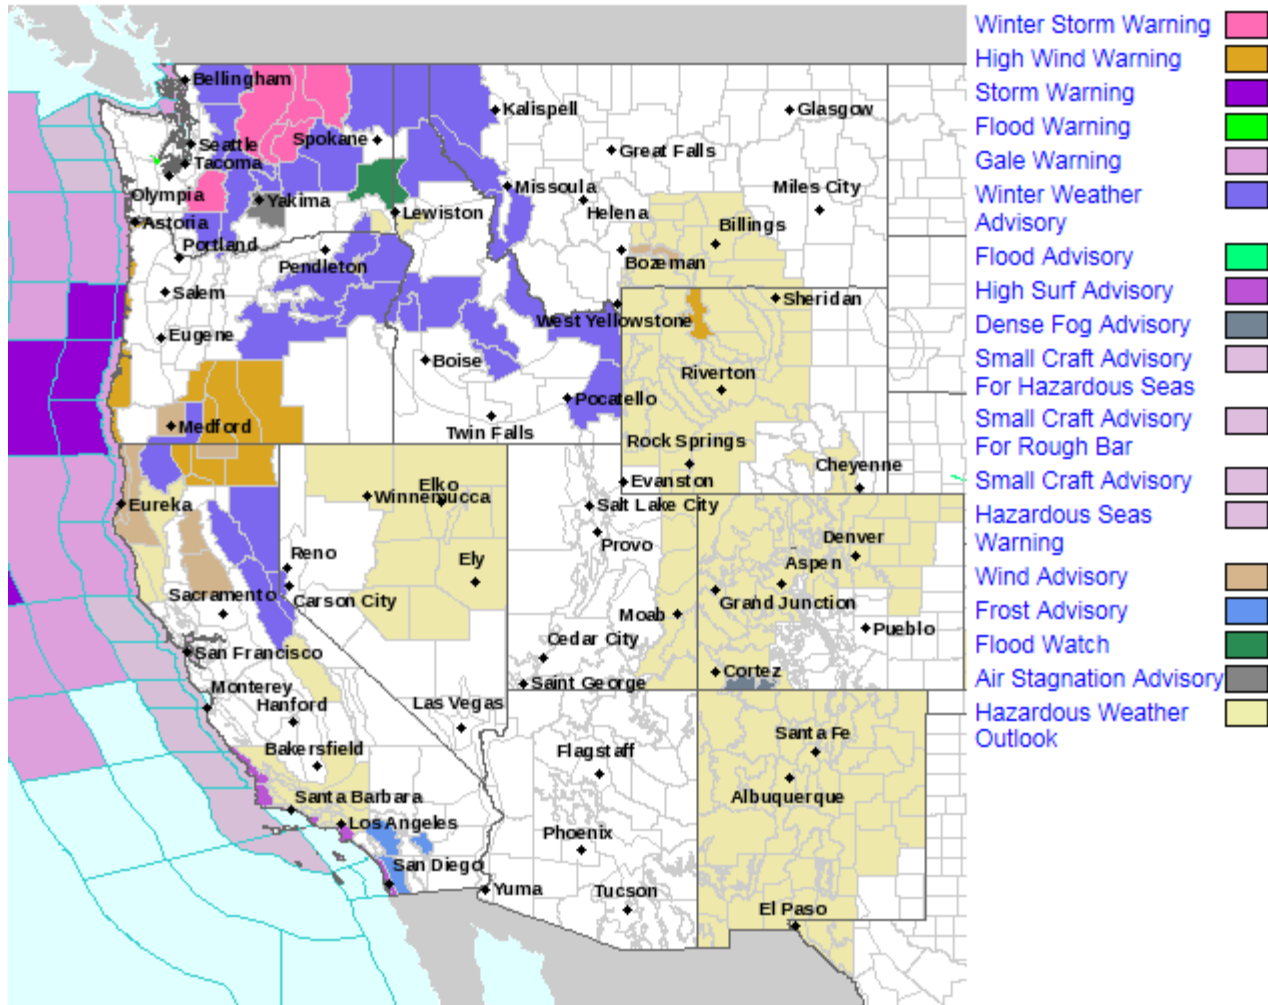 Bellingham
Seattle
Tacoma
Olympia
Spokane
Yakima
Astoria
Portland
Pendleton
Lewiston
Salem
Eugene
Medford
Kalispell
Glasgow
Great Falls
Missoula
Miles City
Helena
Billings
Bozeman
West Yellowstone
Sheridan
Boise
Riverton
Pocatello
Twin Falls
Rock Springs
Cheyenne
Evanston
Eureka
Elko
Winnemucca
Salt Lake City
Reno
Provo
Ely
Denver
Aspen
Sacramento
Carson City
Moab
Grand Junction
Pueblo
San Francisco
Cedar City
Cortez
Saint George
Monterey
Hanford
Las Vegas
Bakersfield
Flagstaff
Santa Fe
Albuquerque
Santa Barbara
Los Angeles
Phoenix
San Diego
Yuma
Tucson
El Paso
Winter Storm Warning
High Wind Warning
Storm Warning
Flood Warning
Gale Warning
Winter Weather
Advisory
Flood Advisory
High Surf Advisory
Dense Fog Advisory
Small Craft Advisory
For Hazardous Seas
Small Craft Advisory
For Rough Bar
Small Craft Advisory
Hazardous Seas
Warning
Wind Advisory
Frost Advisory
Flood Watch
Air Stagnation Advisory
Hazardous Weather
Outlook